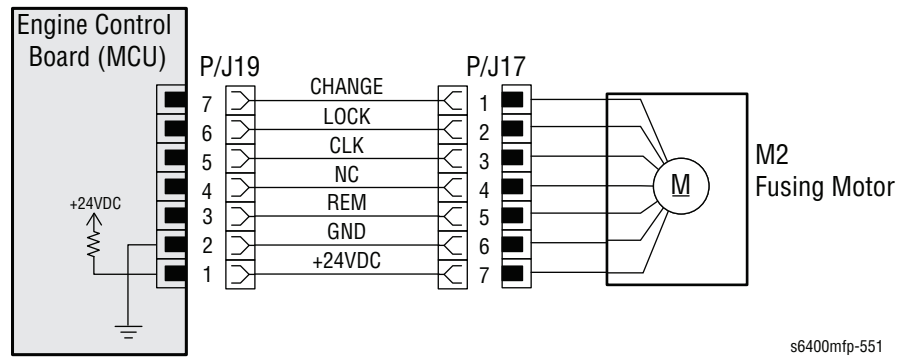 Engine Control
Board (MCU)
P/J19
P/J17
7 CHANGE 1
6 LOCK 2
5 CLK 3
4 NC 4
3 REM 5
2 GND 6
1 +24VDC 7
+24VDC
M
M2
Fusing Motor
s6400mfp-551